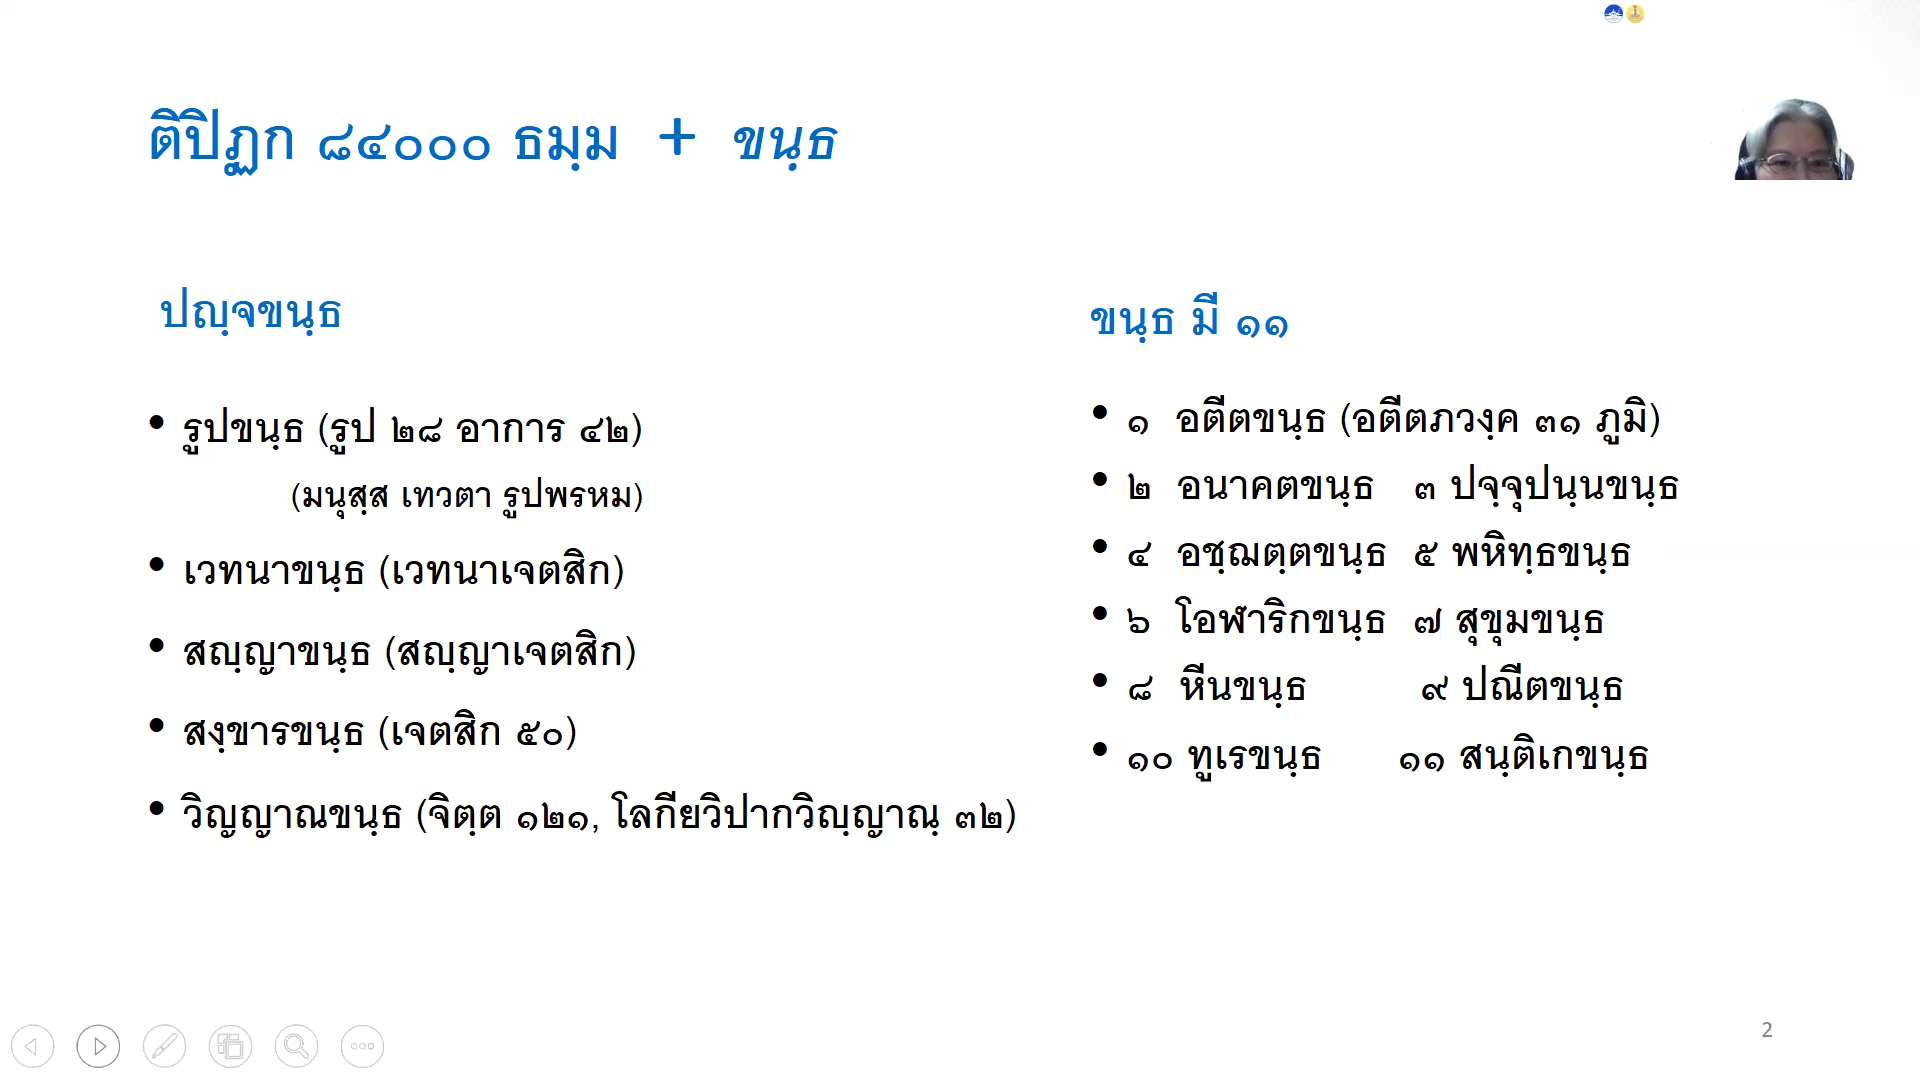 ติปิฏก ๘๔๐๐๐ ธมฺม + ขนฺธ
ปญฺจขนฺธ
รูปขนฺธ (รูป ๒๘ อาการ ๔๒)
(มนุสฺส เทวตา รูปพรหม)
เวทนาขนฺธ (เวทนาเจตสิก)
สญฺญาขนฺธ (สญฺญาเจตสิก)
สงฺขารขนฺธ (เจตสิก ๕๐)
วิญญาณขนฺธ (จิตฺต ๑๒๑, โลกียวิปากวิญฺญาณฺ ๓๒)
ขนฺธ มี ๑๑
๑ อตีตขนฺธ (อตีตภวงฺค ๓๑ ภูมิ)
๒ อนาคตขนฺธ ๓ ปจฺจุปนฺนขนฺธ
๔ อชฺฌตฺตขนฺธ ๕ พหิทฺธขนฺธ
๖ โอฬาริกขนฺธ ๗ สุขุมขนฺธ
๘ หีนขนฺธ ๙ ปณีตขนฺธ
๑๐ ทูเรขนฺธ ๑๑ สนฺติเกขนฺธ
2